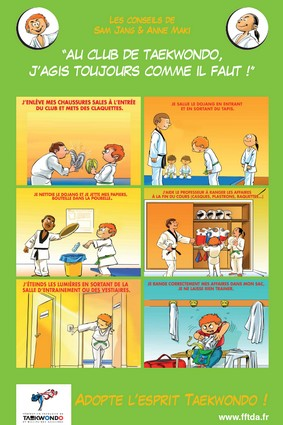 Les conseils de
Sam Jang & Anne Maki
"Au club de Taekwondo,
j'agis toujours comme il faut !"
J'enlève mes chaussures sales à l'entrée
du club et mets des claquettes.
Je salue le dojang en entrant
et en sortant du tapis.
Je nettoie le dojang et je jette mes papiers,
bouteille dans la poubelle.
J'aide le professeur à ranger les affaires
à la fin du cours (casques, plastrons, raquettes...)
J'éteins les lumières en sortant de la
salle d'entrainement ou des vestiaires.
Je range correctement mes affaires dans mon sac,
je ne laisse rien traîner.
Adopte l'esprit Taekwondo !
TAEKWONDO
www.fftda.fr